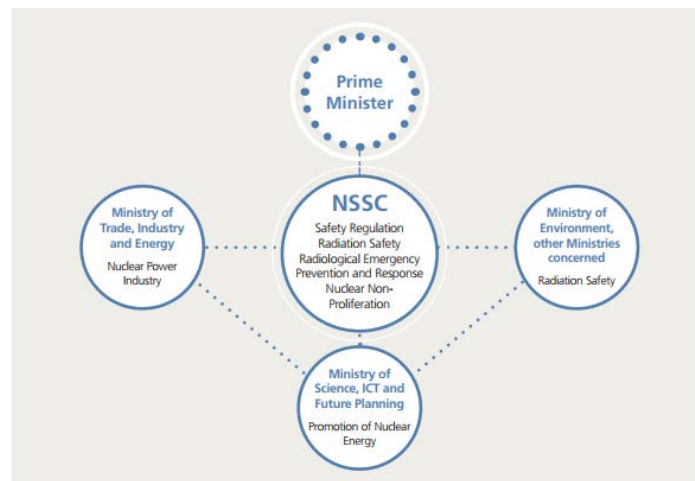 Prime
Minister
NSSC
Safety Regulation
Radiation Safety
Radiological Emergency
Prevention and Response
Nuclear Non-
Proliferation
Ministry of
Trade, Industry
and Energy
Nuclear Power
Industry
Ministry of
Environment,
other Ministries
concerned
Radiation Safety
Ministry of
Science, ICT and
Future Planning
Promotion of Nuclear
Energy